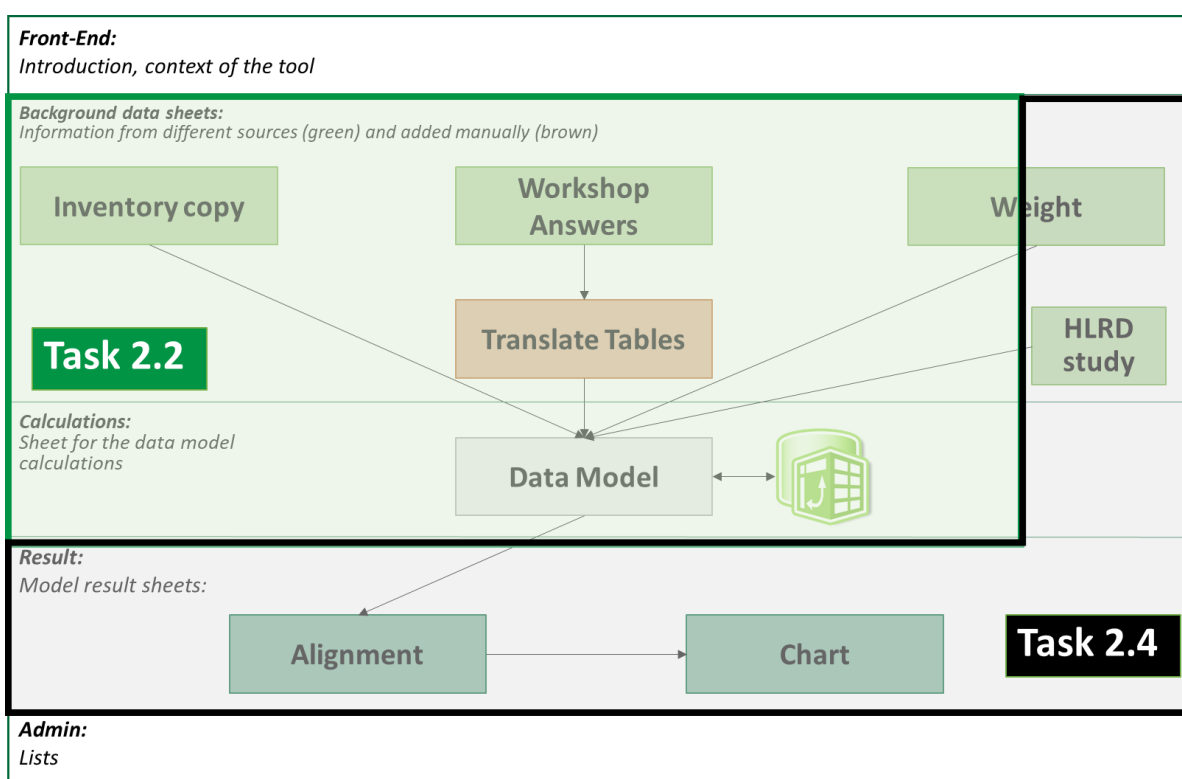 Front-End:
Introduction, context of the tool
Background data sheets:
Information from different sources (green) and added manually (brown)
Inventory copy
Workshop
Answers
Weight
Translate Tables
HLRD
study
Task 2.2
Calculations:
Sheet for the data model
calculations
Data Model
Result:
Model result sheets:
Alignment
Chart
Task 2.4
Admin:
Lists